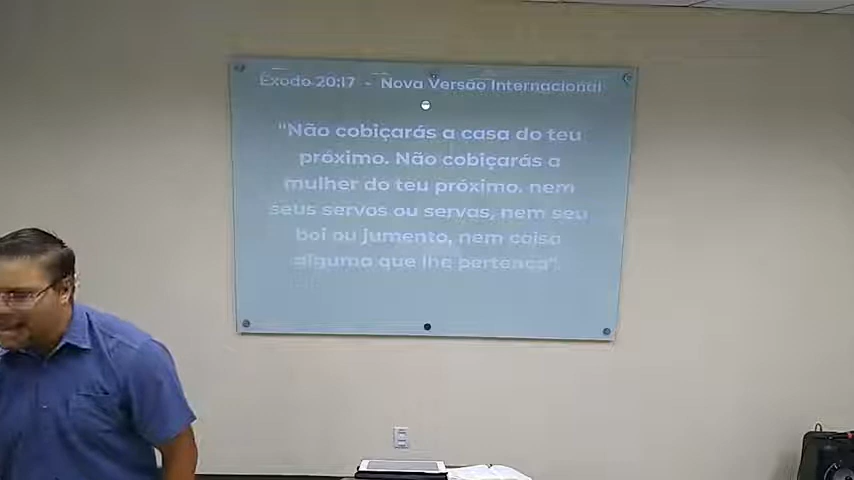 Êxodo 20:17 - Nova Versão Internacional
"Não cobiçarás a casa do teu
próximo. Não cobiçarás a
mulher do teu próximo, nem
seus servos ou servas, nem seu
boi ou jumento, nem coisa
alguma que lhe pertença".